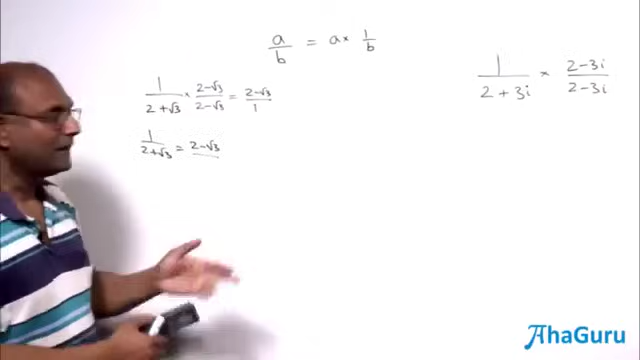 a/b = a × 1/b
1/(2 + √3) × (2-√3)/(2-√3) = (2-√3)/1
1/(2+√3) = 2-√3
1/(2 + 3i) × (2-3i)/(2-3i)
AhaGuru